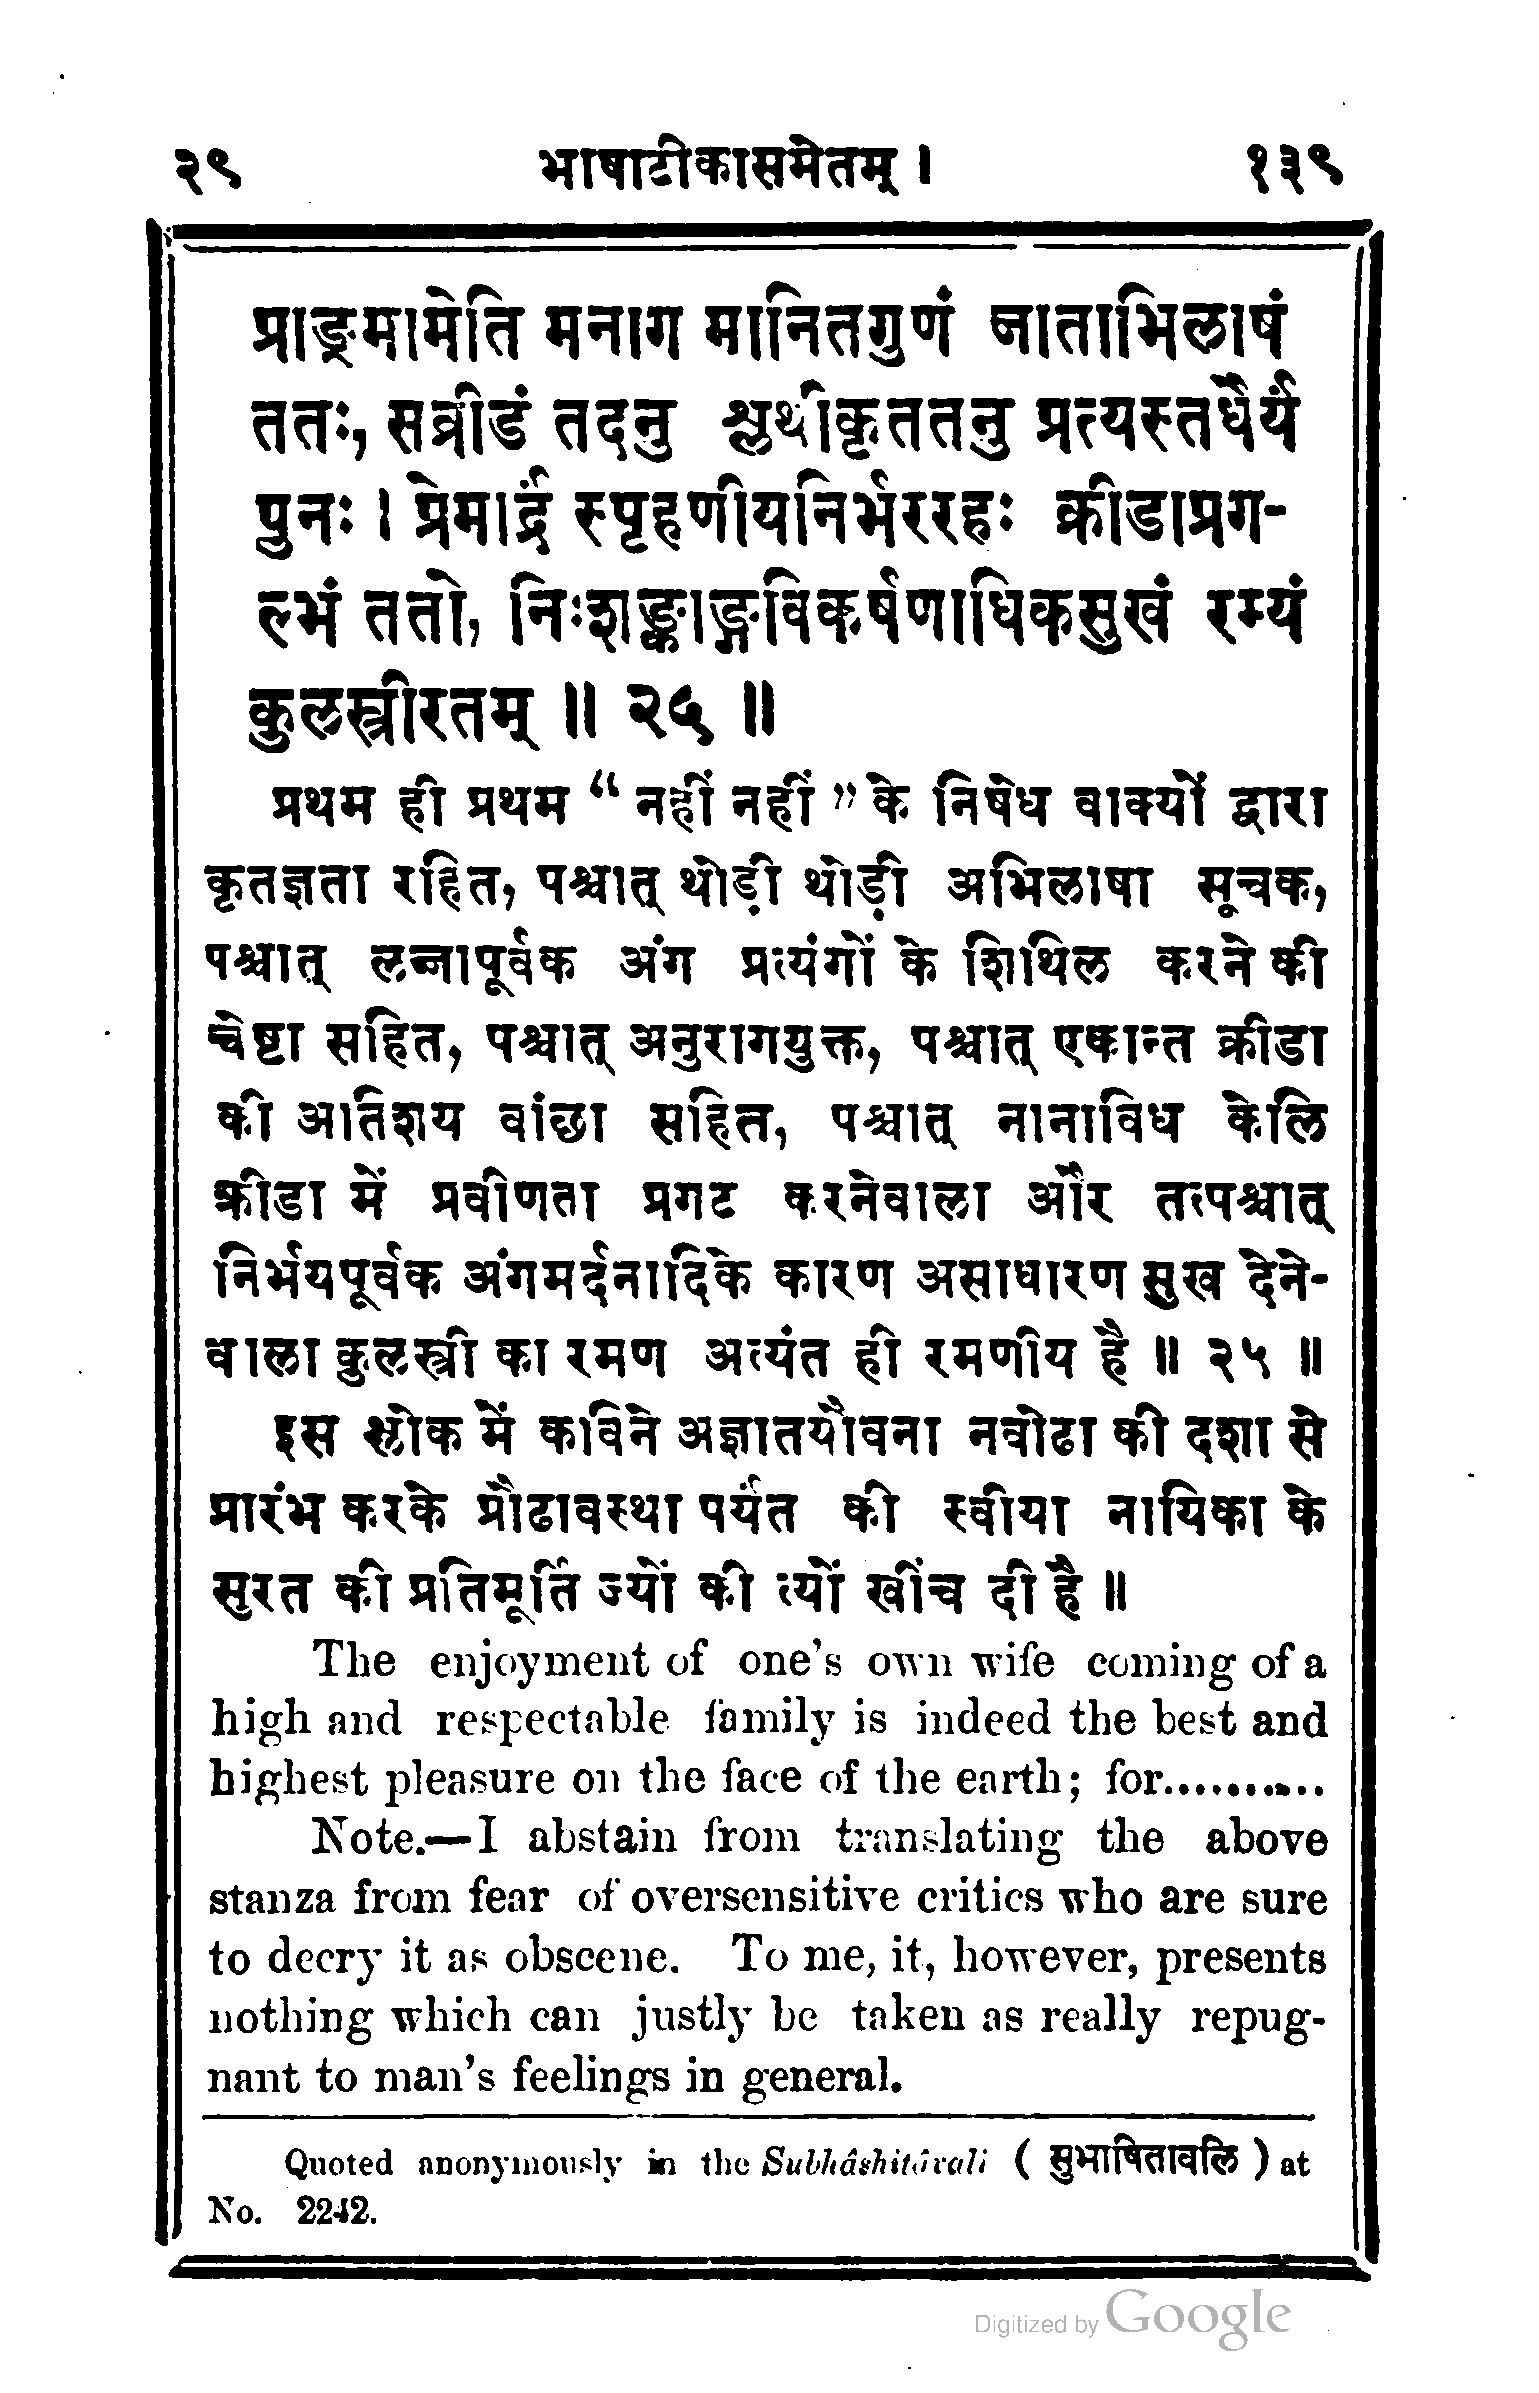 २९ भाषाटीकासमेतम् । १३९
प्राङ्मामेति मनाग मानितगुणं जाताभिलाषं
ततः, सव्रीडं तदनु श्लथीकृततनु प्रत्यस्तधैर्यं
पुनः । प्रेमार्द्रं स्पृहणीयनिर्भररहः क्रीडाप्रग-
ल्भं ततो, निःशङ्काङ्गविकर्षणाधिकसुखं रम्यं
कुलस्त्रीरतम् ॥ २५ ॥
प्रथम ही प्रथम “ नहीं नहीं ” के निषेध वाक्यों द्वारा
कृतज्ञता रहित, पश्चात् थोड़ी थोड़ी अभिलाषा सूचक,
पश्चात् लज्जापूर्वक अंग प्रत्यंगों के शिथिल करने की
चेष्टा सहित, पश्चात् अनुरागयुक्त, पश्चात् एकान्त क्रीडा
की अतिशय वांछा सहित, पश्चात् नानाविध केलि
क्रीडा में प्रवीणता प्रगट करनेवाला और तत्पश्चात्
निर्भयपूर्वक अंगमर्दनादिके कारण असाधारण सुख देने-
वाला कुलस्त्री का रमण अत्यंत ही रमणीय है ॥ २५ ॥
इस श्लोक में कविने अज्ञातयौवना नवोढा की दशा से
प्रारंभ करके प्रौढावस्था पर्यंत की स्वीया नायिका के
सुरत की प्रतिमूर्ति ज्यों की त्यों खींच दी है ॥
The enjoyment of one's own wife coming of a
high and respectable family is indeed the best and
highest pleasure on the face of the earth; for...........
Note.—I abstain from translating the above
stanza from fear of oversensitive critics who are sure
to decry it as obscene. To me, it, however, presents
nothing which can justly be taken as really repug-
nant to man's feelings in general.
Quoted anonymously in the Subhâshitâvali ( सुभाषितावलि ) at
No. 2242.
Digitized by Google